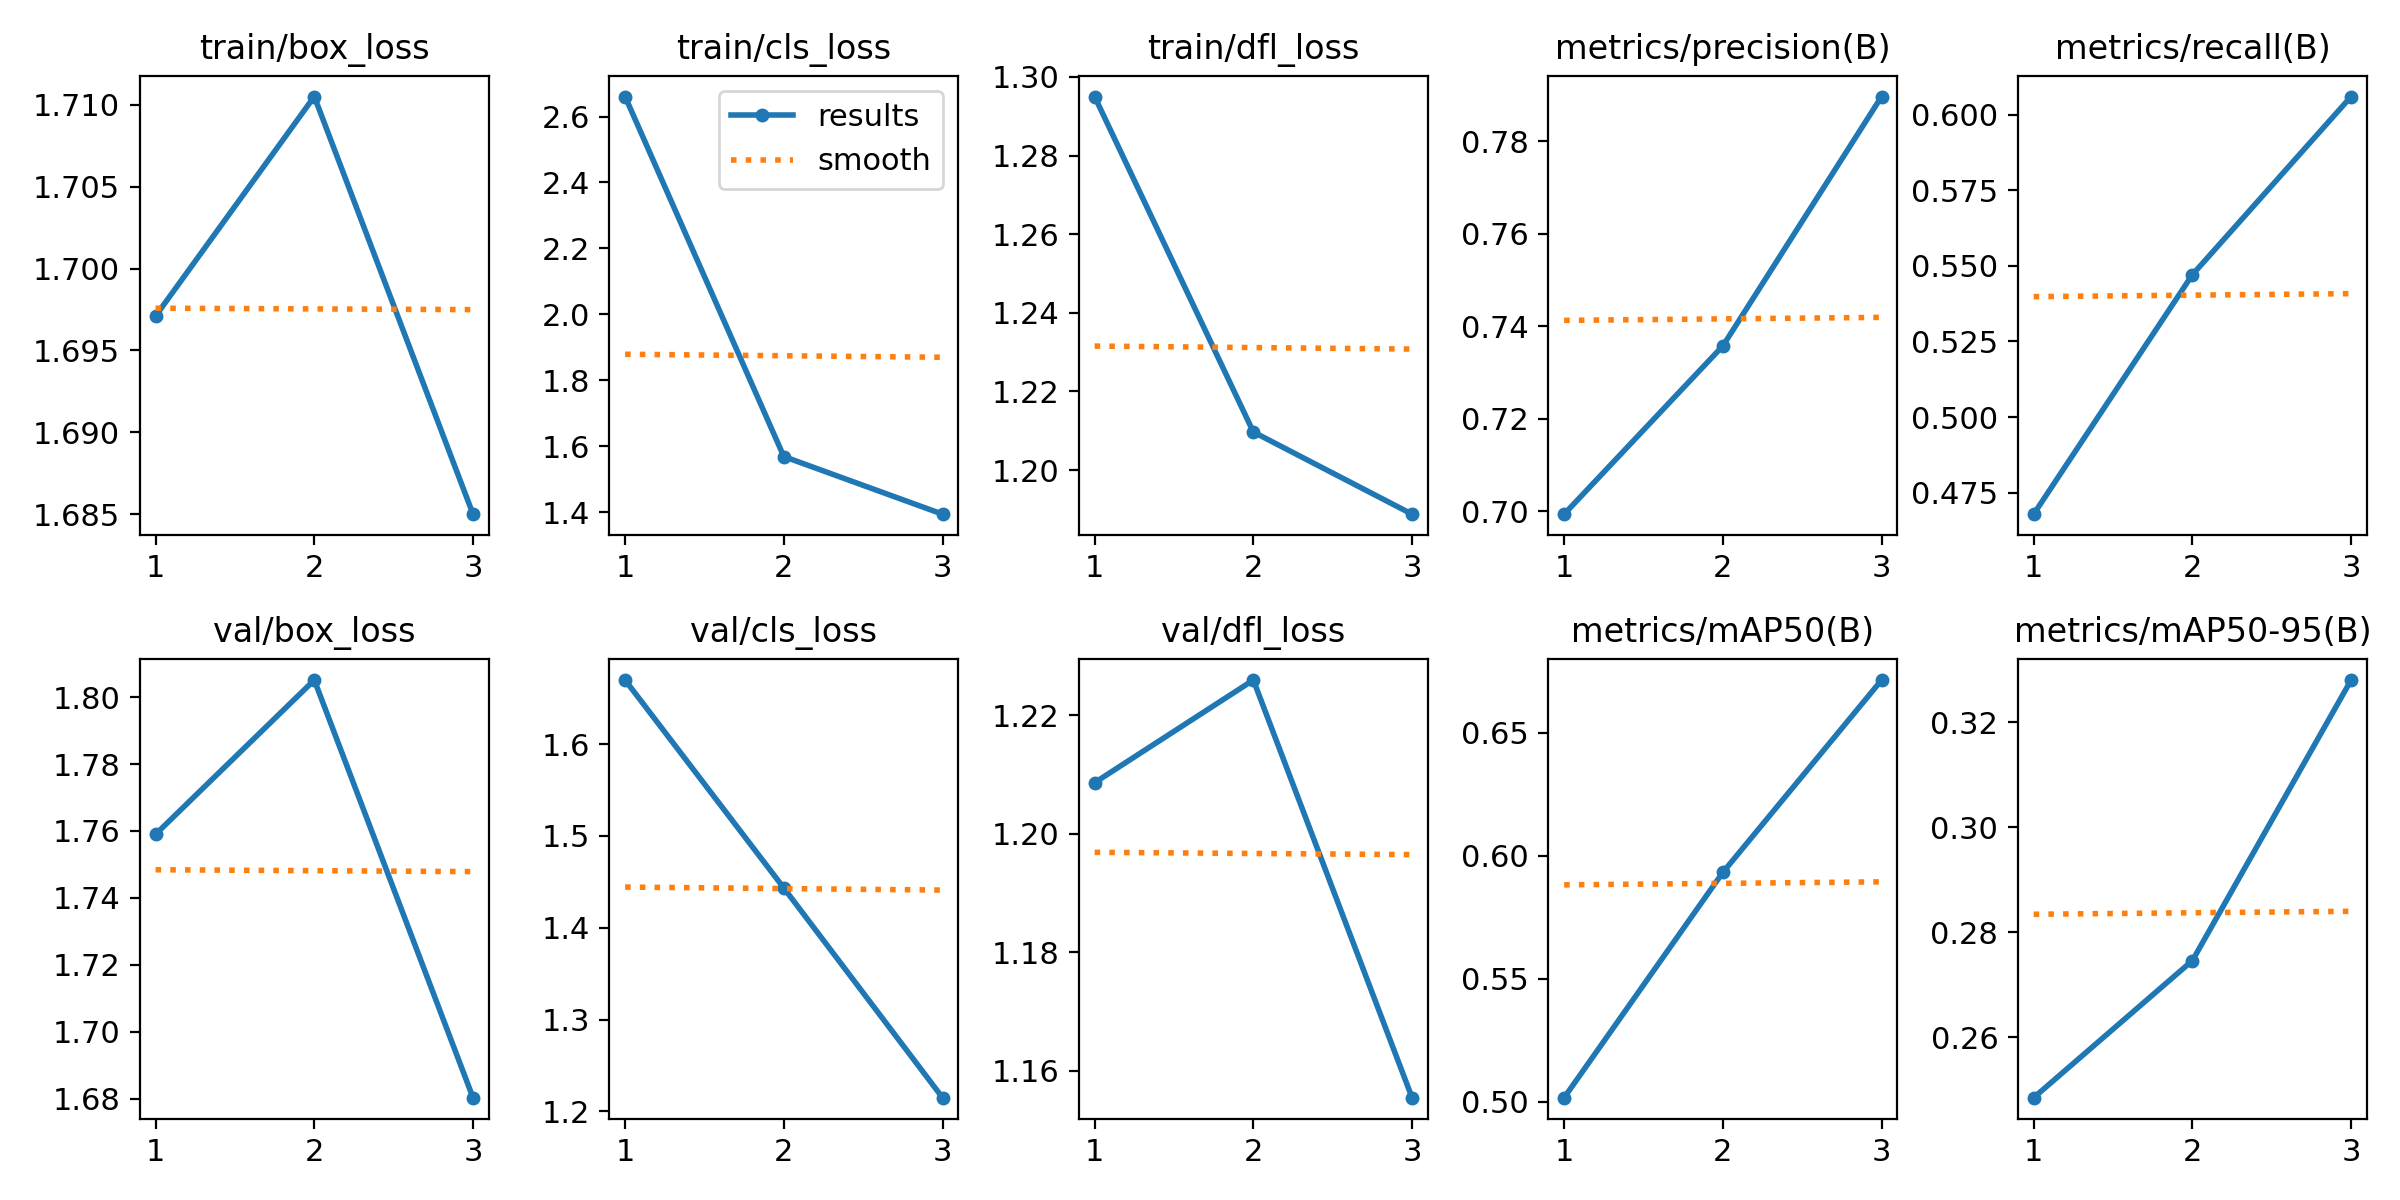 train/box_loss
1.710
1.705
1.700
1.695
1.690
1.685
1 2 3
train/cls_loss
results
smooth
2.6
2.4
2.2
2.0
1.8
1.6
1.4
1 2 3
train/dfl_loss
1.30
1.28
1.26
1.24
1.22
1.20
1 2 3
metrics/precision(B)
0.78
0.76
0.74
0.72
0.70
1 2 3
metrics/recall(B)
0.600
0.575
0.550
0.525
0.500
0.475
1 2 3
val/box_loss
1.80
1.78
1.76
1.74
1.72
1.70
1.68
1 2 3
val/cls_loss
1.6
1.5
1.4
1.3
1.2
1 2 3
val/dfl_loss
1.22
1.20
1.18
1.16
1 2 3
metrics/mAP50(B)
0.65
0.60
0.55
0.50
1 2 3
metrics/mAP50-95(B)
0.32
0.30
0.28
0.26
1 2 3